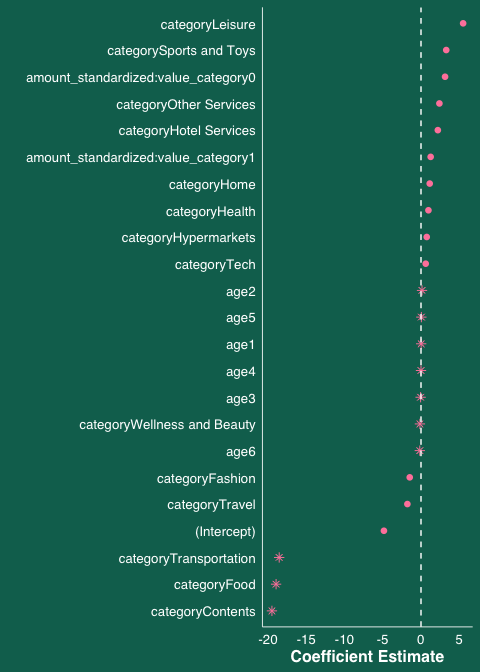 categoryLeisure
categorySports and Toys
amount_standardized:value_category0
categoryOther Services
categoryHotel Services
amount_standardized:value_category1
categoryHome
categoryHealth
categoryHypermarkets
categoryTech
age2
age5
age1
age4
age3
categoryWellness and Beauty
age6
categoryFashion
categoryTravel
(Intercept)
categoryTransportation
categoryFood
categoryContents
-20 -15 -10 -5 0 5
Coefficient Estimate